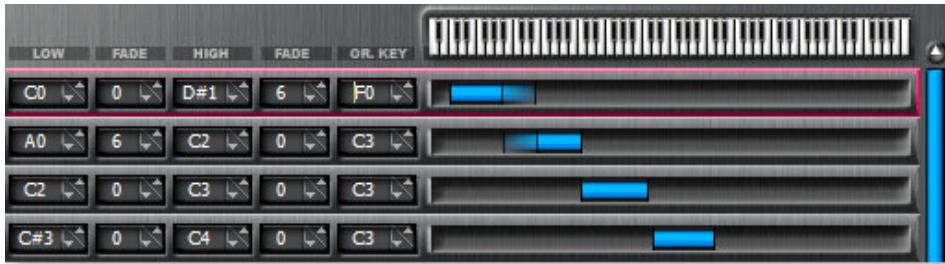 LOW FADE HIGH FADE OR. KEY
C0 0 D#1 6 F0
A0 6 C2 0 C3
C2 0 C3 0 C3
C#3 0 C4 0 C3